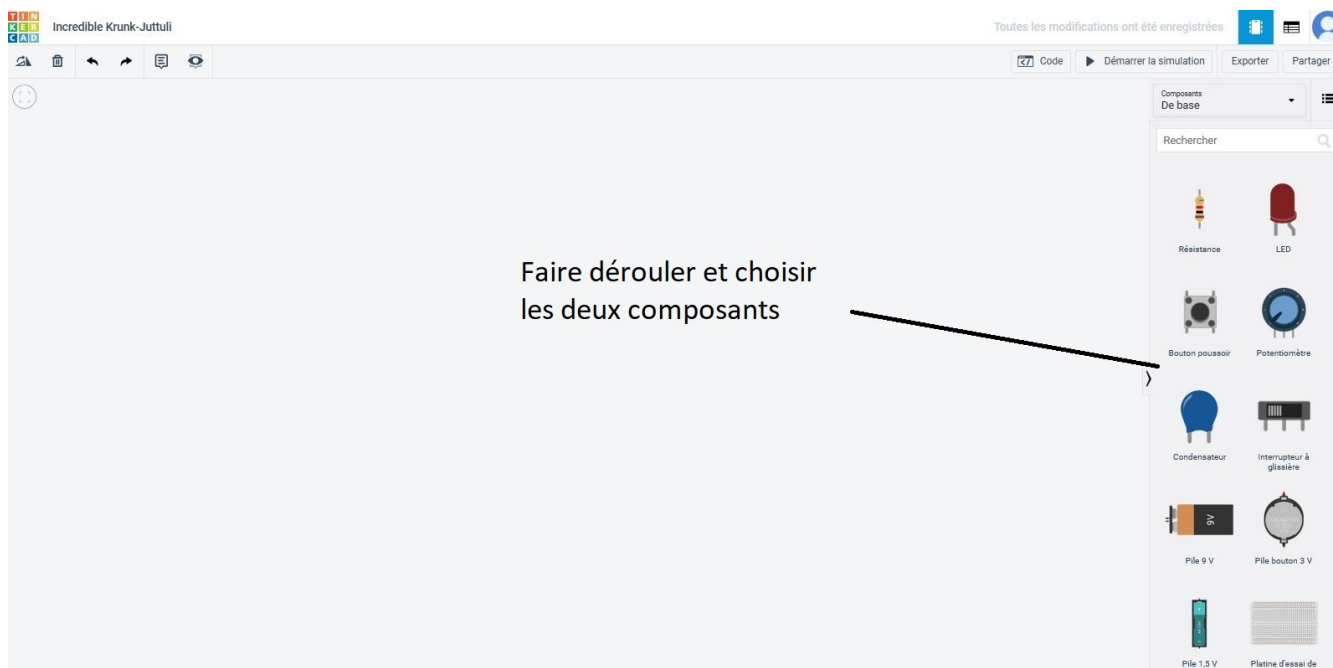 TIN
KER
CAD
Incredible Krunk-Juttuli
Toutes les modifications ont été enregistrées
Code
Démarrer la simulation
Exporter
Partager
Composants
De base
Rechercher
Résistance
LED
Faire dérouler et choisir
les deux composants
Bouton poussoir
Potentiomètre
Condensateur
Interrupteur à
glissière
9V
Pile 9 V
Pile bouton 3 V
Pile 1,5 V
Platine d'essai de